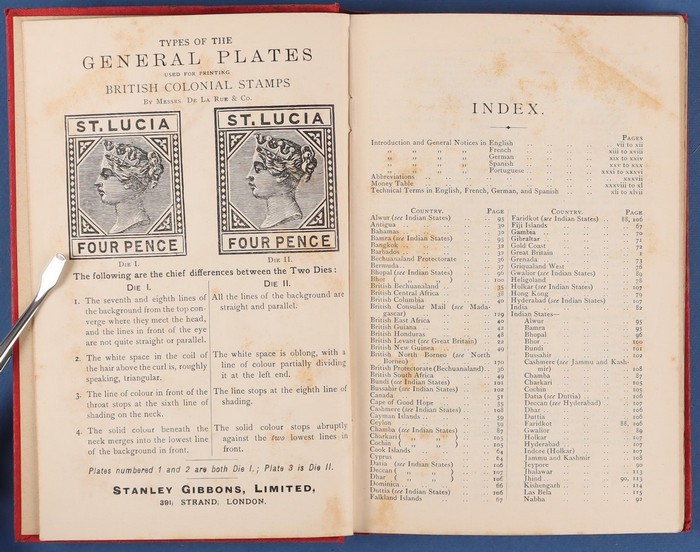 TYPES OF THE
GENERAL PLATES
USED FOR PRINTING
BRITISH COLONIAL STAMPS
BY MESSRS. DE LA RUE & CO.
ST. LUCIA
FOUR PENCE
DIE I.
ST. LUCIA
FOUR PENCE
DIE II.
The following are the chief differences between the Two Dies:
DIE I.
1. The seventh and eighth lines of
the background from the top con-
verge where they meet the head,
and the lines in front of the eye
are not quite straight or parallel.
2. The white space in the coil of
the hair above the curl is, roughly
speaking, triangular.
3. The line of colour in front of the
throat stops at the sixth line of
shading on the neck.
4. The solid colour beneath the
neck merges into the lowest line
of the background in front.
DIE II.
All the lines of the background are
straight and parallel.
The white space is oblong, with a
line of colour partially dividing
it at the left end.
The line stops at the eighth line of
shading.
The solid colour stops abruptly
against the two lowest lines in
front.
Plates numbered 1 and 2 are both Die I.; Plate 3 is Die II.
STANLEY GIBBONS, LIMITED,
391, STRAND, LONDON.
INDEX.
PAGES
Introduction and General Notices in English .. vii to xii
" " " " French .. xiii to xviii
" " " " German .. xix to xxiv
" " " " Spanish .. xxv to xxx
" " " " Portuguese .. xxxi to xxxvi
Abbreviations .. xxxvii
Money Table .. xxxviii to xl
Technical Terms in English, French, German, and Spanish .. xli to xlvii
COUNTRY. PAGE
Alwur (see Indian States) .. 95
Antigua .. 30
Bahamas .. 30
Bamra (see Indian States) .. 95
Bangkok .. 32
Barbados .. 32
Bechuanaland Protectorate .. 36
Bermuda .. 37
Bhopal (see Indian States) .. 96
Bhor ( " " ) .. 100
British Bechuanaland .. 35
British Central Africa .. 38
British Columbia .. 40
British Consular Mail (see Mada-
gascar) .. 129
British East Africa .. 40
British Guiana .. 42
British Honduras .. 48
British Levant (see Great Britain) .. 22
British New Guinea .. 49
British North Borneo (see North
Borneo) .. 170
British Protectorate (Bechuanaland) .. 36
British South Africa .. 49
Bundi (see Indian States) .. 101
Bussahir (see Indian States) .. 102
Canada .. 51
Cape of Good Hope .. 55
Cashmere (see Indian States) .. 108
Cayman Islands .. 59
Ceylon .. 59
Chamba (see Indian States) .. 87
Charkari ( " " ) .. 105
Cochin ( " " ) .. 105
Cook Islands .. 64
Cyprus .. 64
Datia (see Indian States) .. 106
Deccan ( " " ) .. 107
Dhar ( " " ) .. 106
Dominica .. 66
Duttia (see Indian States) .. 106
Falkland Islands .. 67
COUNTRY. PAGE
Faridkot (see Indian States) .. 88, 106
Fiji Islands .. 67
Gambia .. 70
Gibraltar .. 71
Gold Coast .. 72
Great Britain .. 1
Grenada .. 73
Griqualand West .. 76
Gwalior (see Indian States) .. 89
Heligoland .. 78
Holkar (see Indian States) .. 107
Hong Kong .. 79
Hyderabad (see Indian States) .. 107
India .. 82
Indian States—
Alwur .. 95
Bamra .. 95
Bhopal .. 96
Bhor .. 100
Bundi .. 101
Bussahir .. 102
Cashmere (see Jammu and Kash-
mir) .. 108
Chamba .. 87
Charkari .. 105
Cochin .. 105
Datia (see Duttia) .. 106
Deccan (see Hyderabad) .. 107
Dhar .. 106
Duttia .. 106
Faridkot .. 88, 106
Gwalior .. 89
Holkar .. 107
Hyderabad .. 107
Indore (Holkar) .. 107
Jammu and Kashmir .. 108
Jeypore .. 90
Jhalawar .. 113
Jhind .. 90, 113
Kishengarh .. 114
Las Bela .. 115
Nabha .. 91